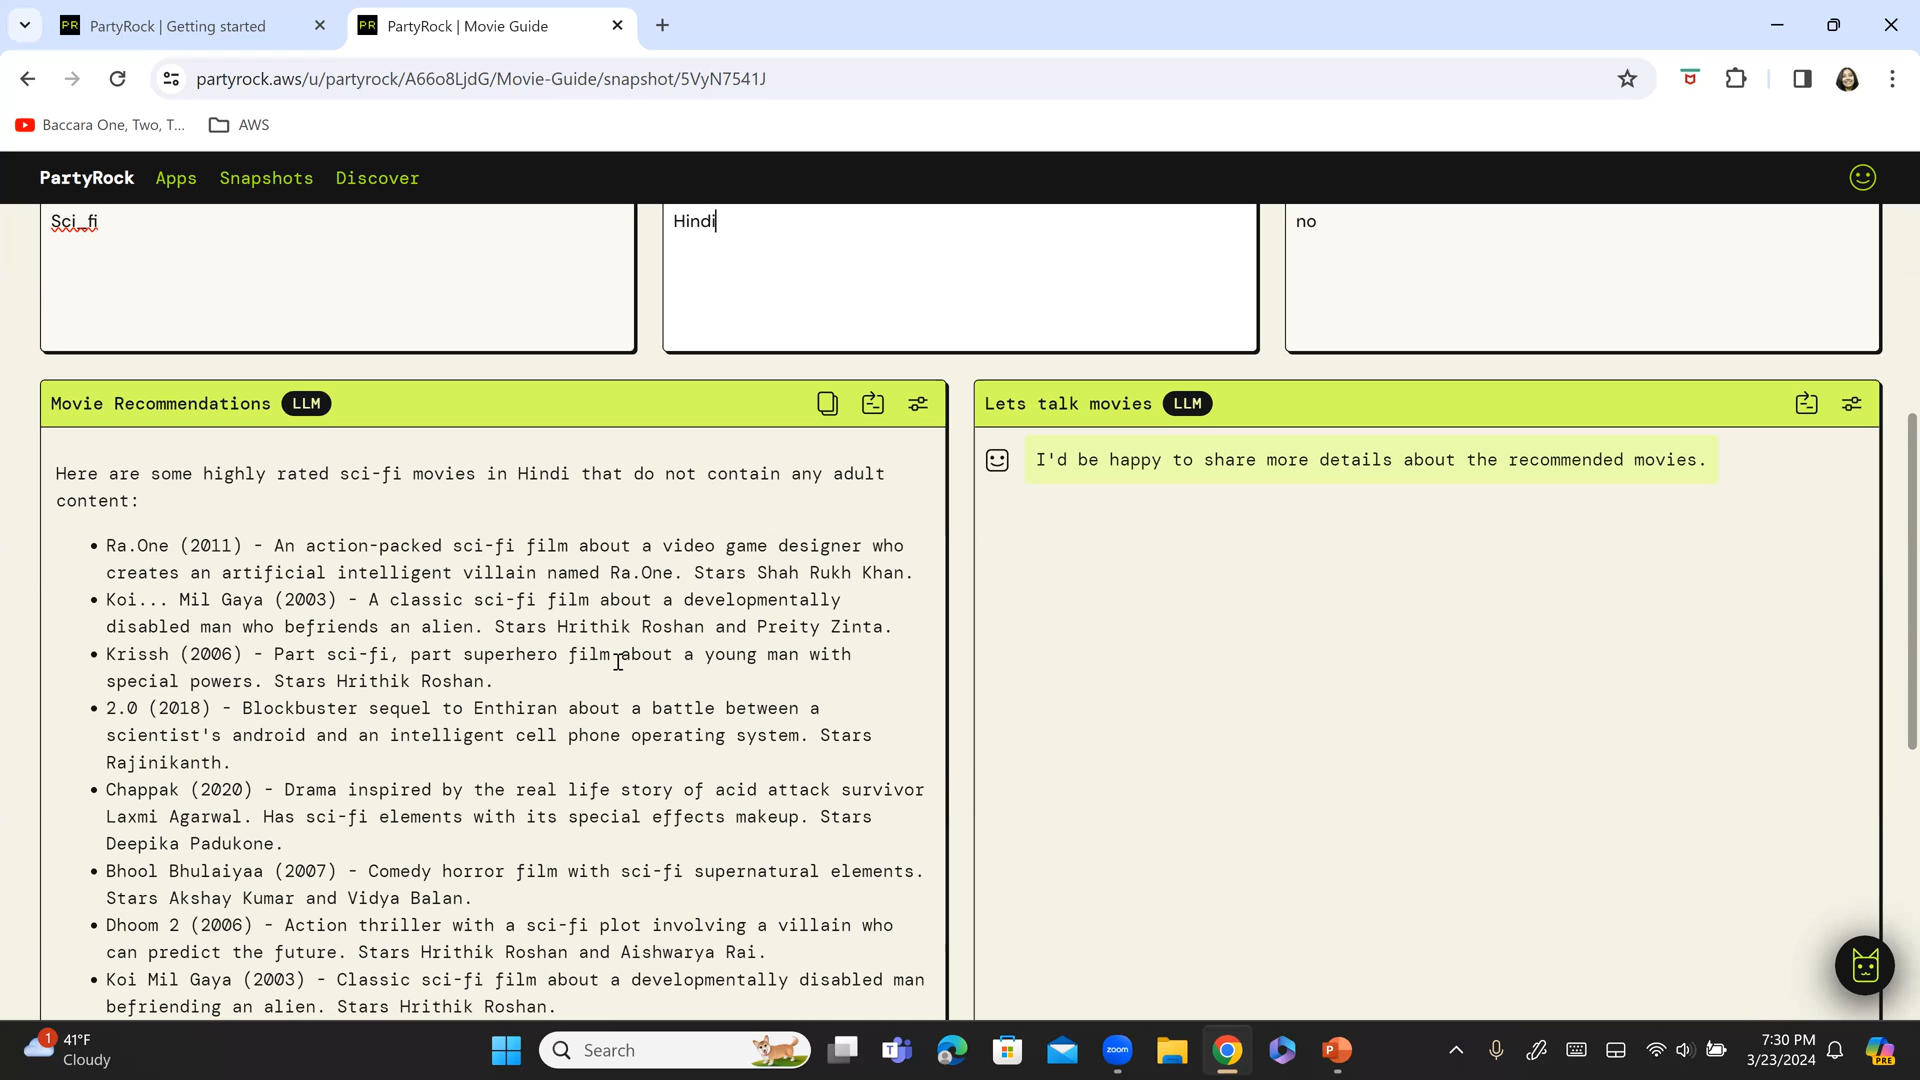 PR PartyRock | Getting started
PR PartyRock | Movie Guide
partyrock.aws/u/partyrock/A66o8LjdG/Movie-Guide/snapshot/5VyN7541J
Baccara One, Two, T...
AWS
PartyRock Apps Snapshots Discover
Sci_fi
Hindi
no
Movie Recommendations LLM
Here are some highly rated sci-fi movies in Hindi that do not contain any adult
content:
• Ra.One (2011) - An action-packed sci-fi film about a video game designer who
creates an artificial intelligent villain named Ra.One. Stars Shah Rukh Khan.
• Koi... Mil Gaya (2003) - A classic sci-fi film about a developmentally
disabled man who befriends an alien. Stars Hrithik Roshan and Preity Zinta.
• Krissh (2006) - Part sci-fi, part superhero film about a young man with
special powers. Stars Hrithik Roshan.
• 2.0 (2018) - Blockbuster sequel to Enthiran about a battle between a
scientist's android and an intelligent cell phone operating system. Stars
Rajinikanth.
• Chappak (2020) - Drama inspired by the real life story of acid attack survivor
Laxmi Agarwal. Has sci-fi elements with its special effects makeup. Stars
Deepika Padukone.
• Bhool Bhulaiyaa (2007) - Comedy horror film with sci-fi supernatural elements.
Stars Akshay Kumar and Vidya Balan.
• Dhoom 2 (2006) - Action thriller with a sci-fi plot involving a villain who
can predict the future. Stars Hrithik Roshan and Aishwarya Rai.
• Koi Mil Gaya (2003) - Classic sci-fi film about a developmentally disabled man
befriending an alien. Stars Hrithik Roshan.
Lets talk movies LLM
I'd be happy to share more details about the recommended movies.
1
41°F
Cloudy
Search
zoom
7:30 PM
3/23/2024
PRE